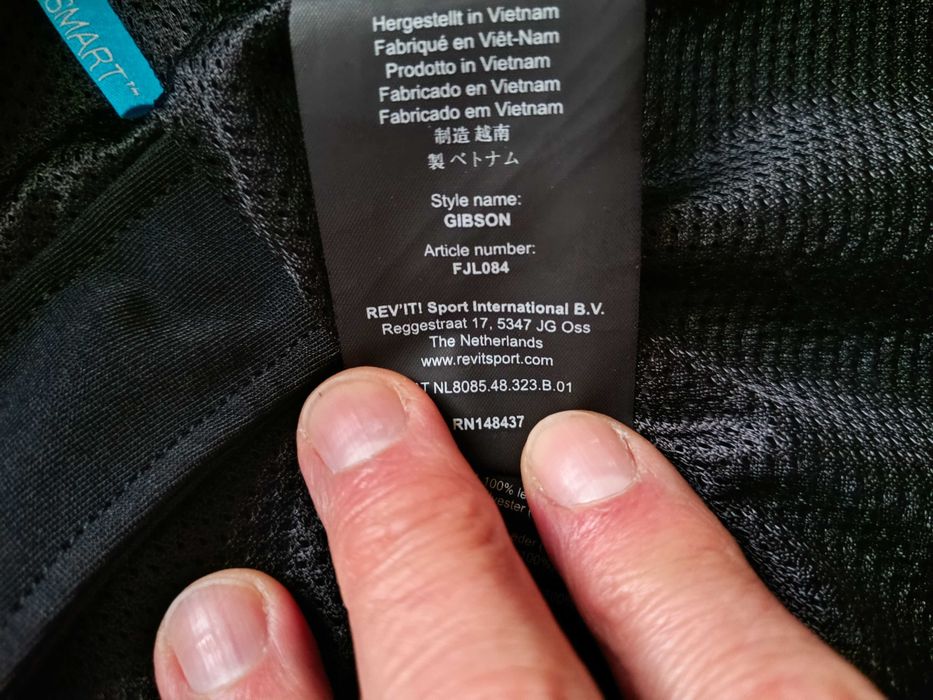 SMART™
Hergestellt in Vietnam
Fabriqué en Viêt-Nam
Prodotto in Vietnam
Fabricado en Vietnam
Fabricado em Vietnam
制造 越南
製 ベトナム
Style name:
GIBSON
Article number:
FJL084
REV'IT! Sport International B.V.
Reggestraat 17, 5347 JG Oss
The Netherlands
www.revitsport.com
NL8085.48.323.B.01
RN148437
100%